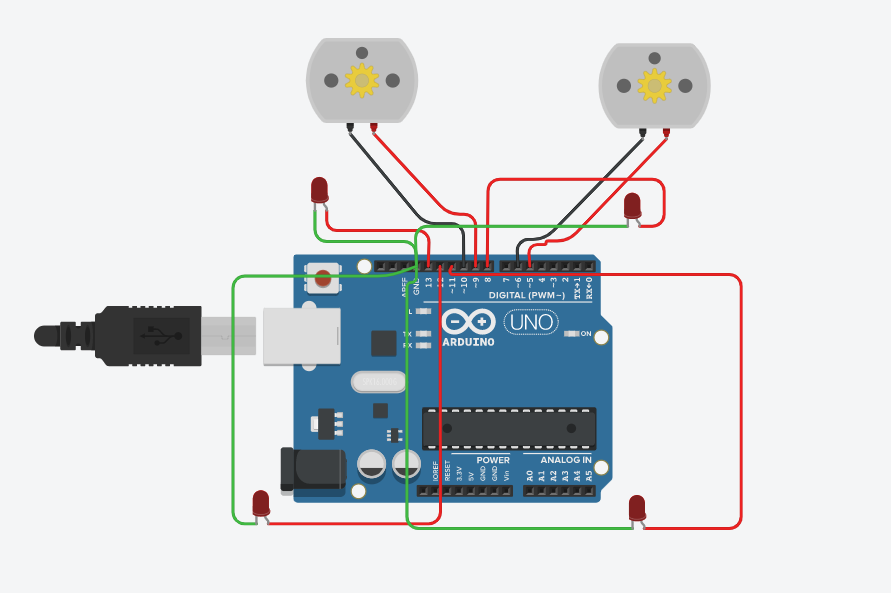 AREF
GND
13
12
~11
~10
~9
8
7
~6
~5
4
~3
2
TX→1
RX←0
DIGITAL (PWM~)
L
TX
RX
UNO
ARDUINO
ON
POWER
ANALOG IN
IOREF
RESET
3.3V
5V
GND
GND
Vin
A0
A1
A2
A3
A4
A5